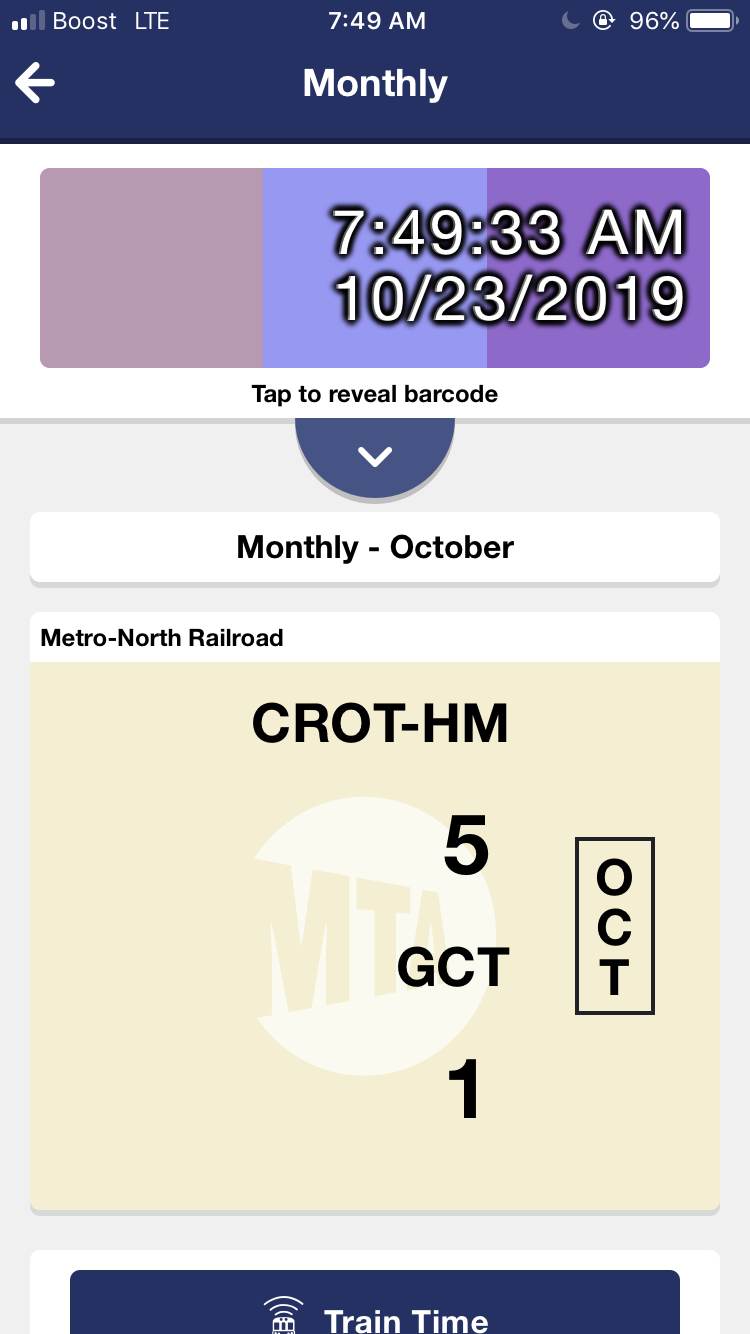 Boost LTE 7:49 AM 96%
Monthly
7:49:33 AM
10/23/2019
Tap to reveal barcode
Monthly - October
Metro-North Railroad
CROT-HM
5
MTA
GCT
1
O
C
T
Train Time